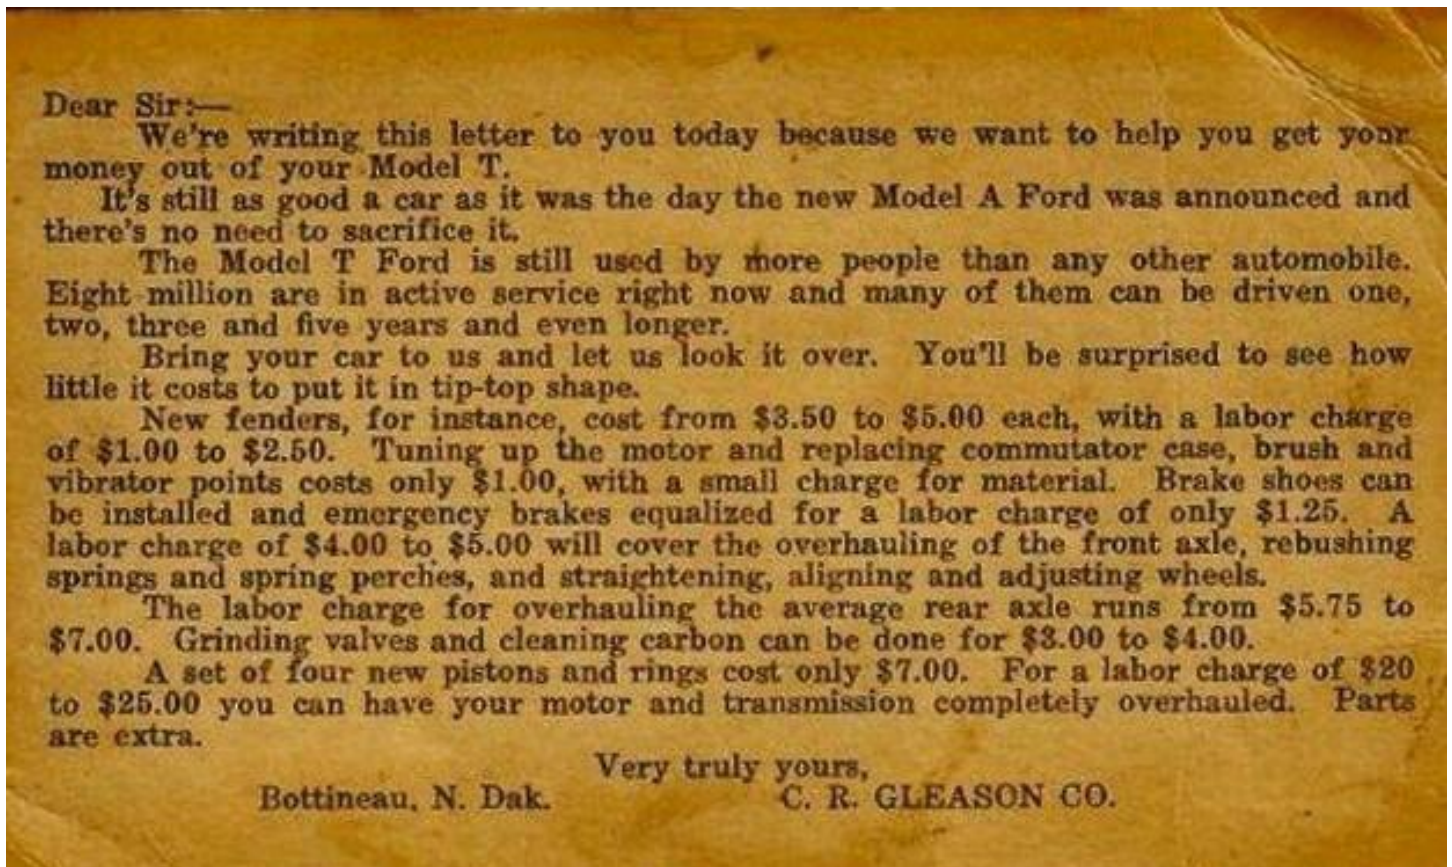 Dear Sir:—
We're writing this letter to you today because we want to help you get your
money out of your Model T.
It's still as good a car as it was the day the new Model A Ford was announced and
there's no need to sacrifice it.
The Model T Ford is still used by more people than any other automobile.
Eight million are in active service right now and many of them can be driven one,
two, three and five years and even longer.
Bring your car to us and let us look it over. You'll be surprised to see how
little it costs to put it in tip-top shape.
New fenders, for instance, cost from $3.50 to $5.00 each, with a labor charge
of $1.00 to $2.50. Tuning up the motor and replacing commutator case, brush and
vibrator points costs only $1.00, with a small charge for material. Brake shoes can
be installed and emergency brakes equalized for a labor charge of only $1.25. A
labor charge of $4.00 to $5.00 will cover the overhauling of the front axle, rebushing
springs and spring perches, and straightening, aligning and adjusting wheels.
The labor charge for overhauling the average rear axle runs from $5.75 to
$7.00. Grinding valves and cleaning carbon can be done for $3.00 to $4.00.
A set of four new pistons and rings cost only $7.00. For a labor charge of $20
to $25.00 you can have your motor and transmission completely overhauled. Parts
are extra.
Very truly yours,
Bottineau, N. Dak. C. R. GLEASON CO.